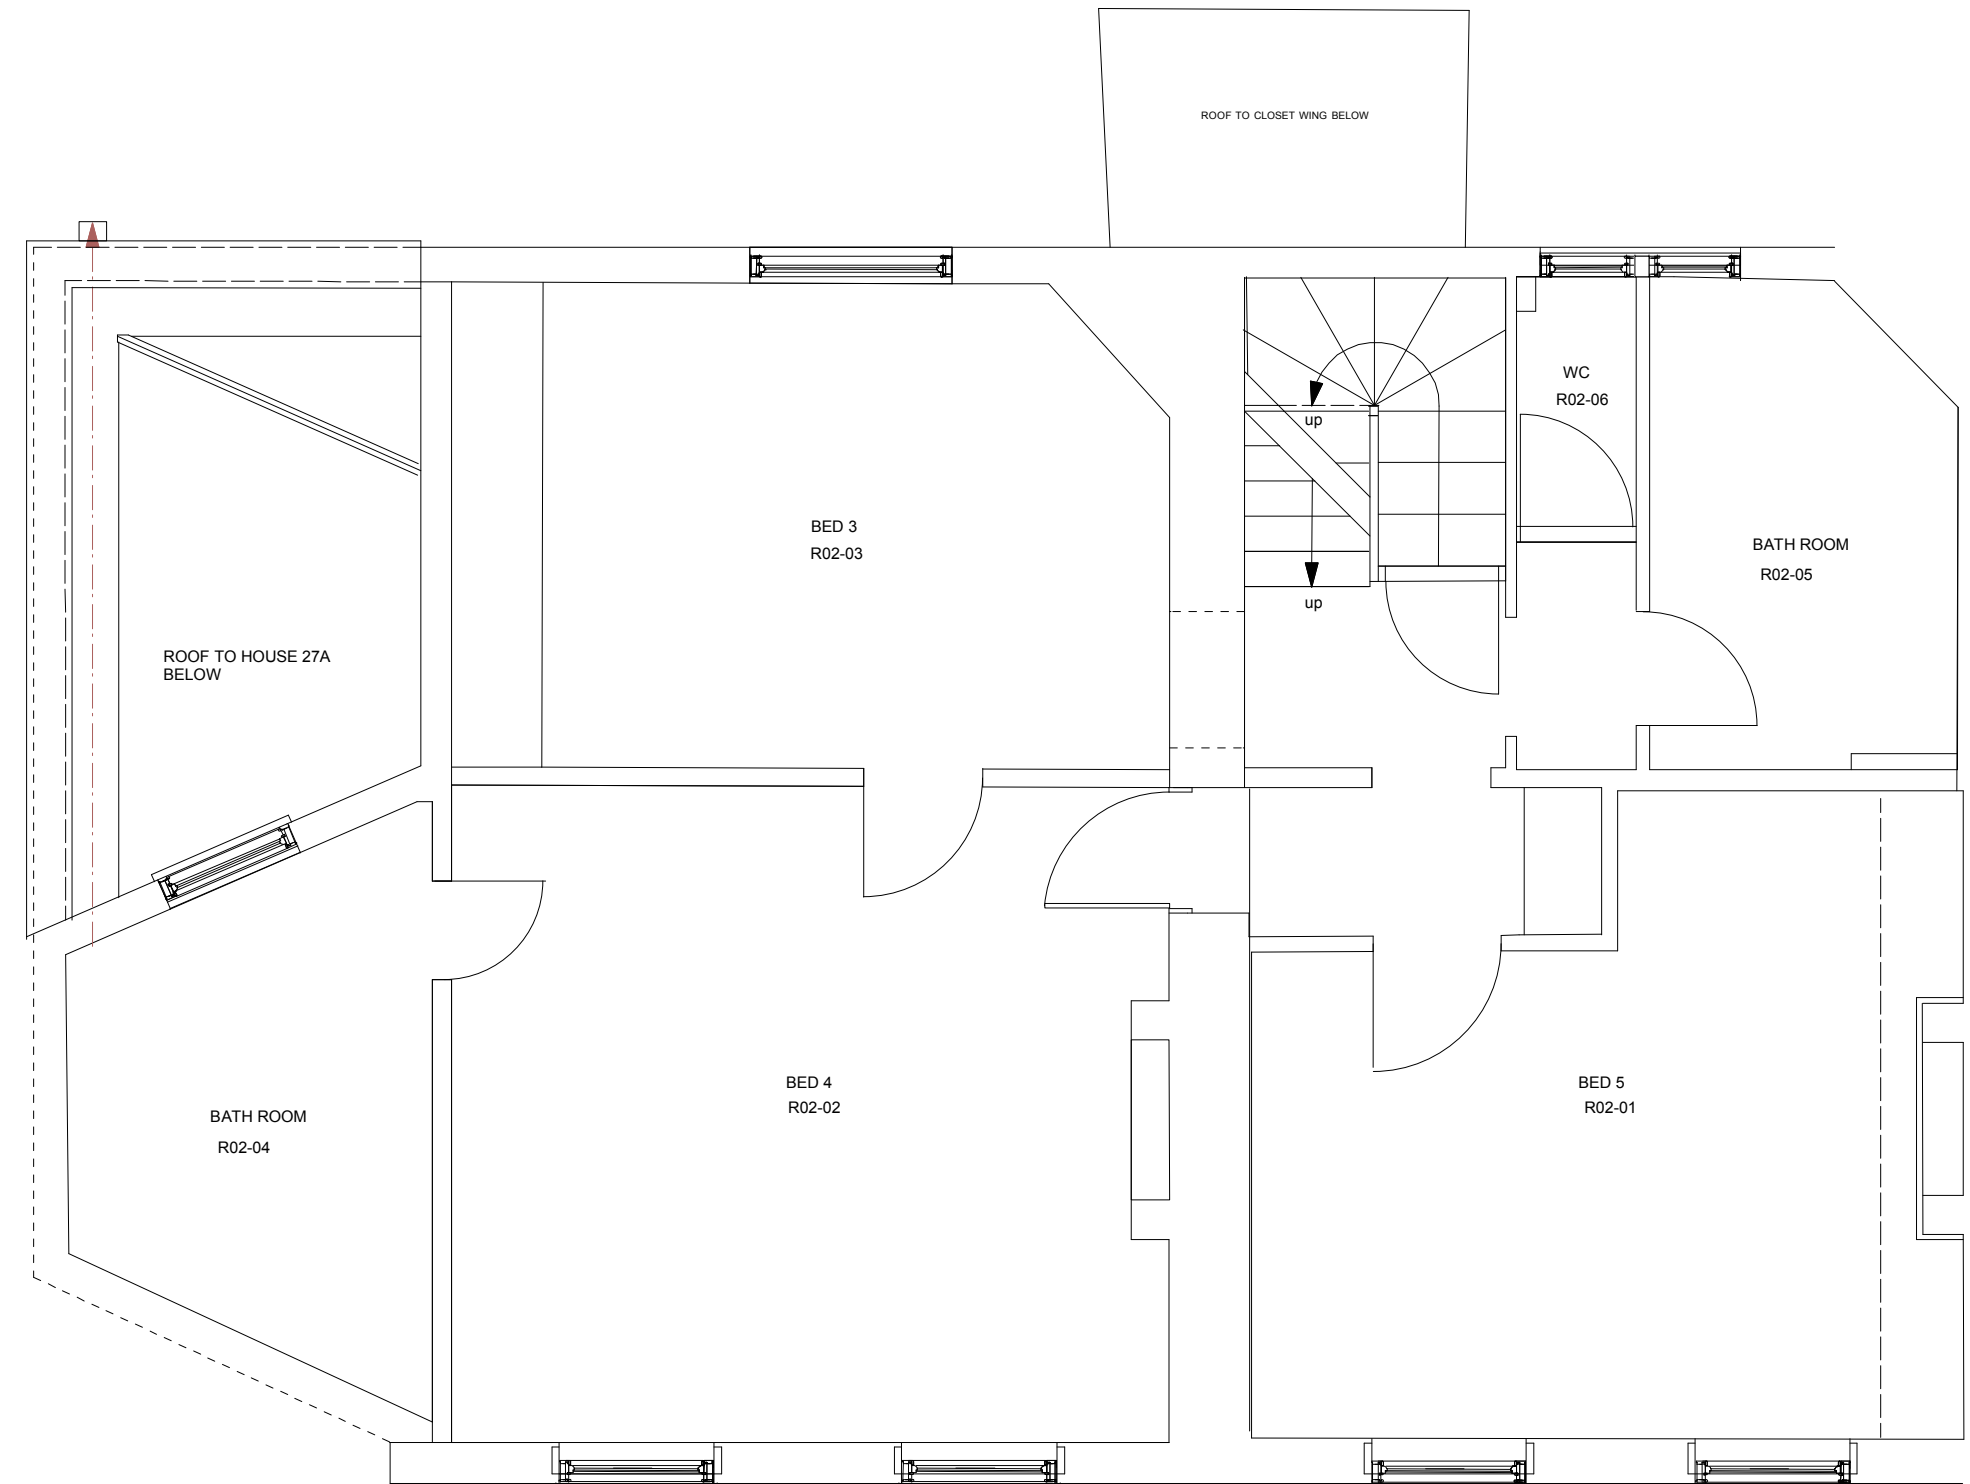 ROOF TO CLOSET WING BELOW
WC
R02-06
up
BED 3
R02-03
BATH ROOM
R02-05
up
ROOF TO HOUSE 27A
BELOW
BED 4
R02-02
BED 5
R02-01
BATH ROOM
R02-04